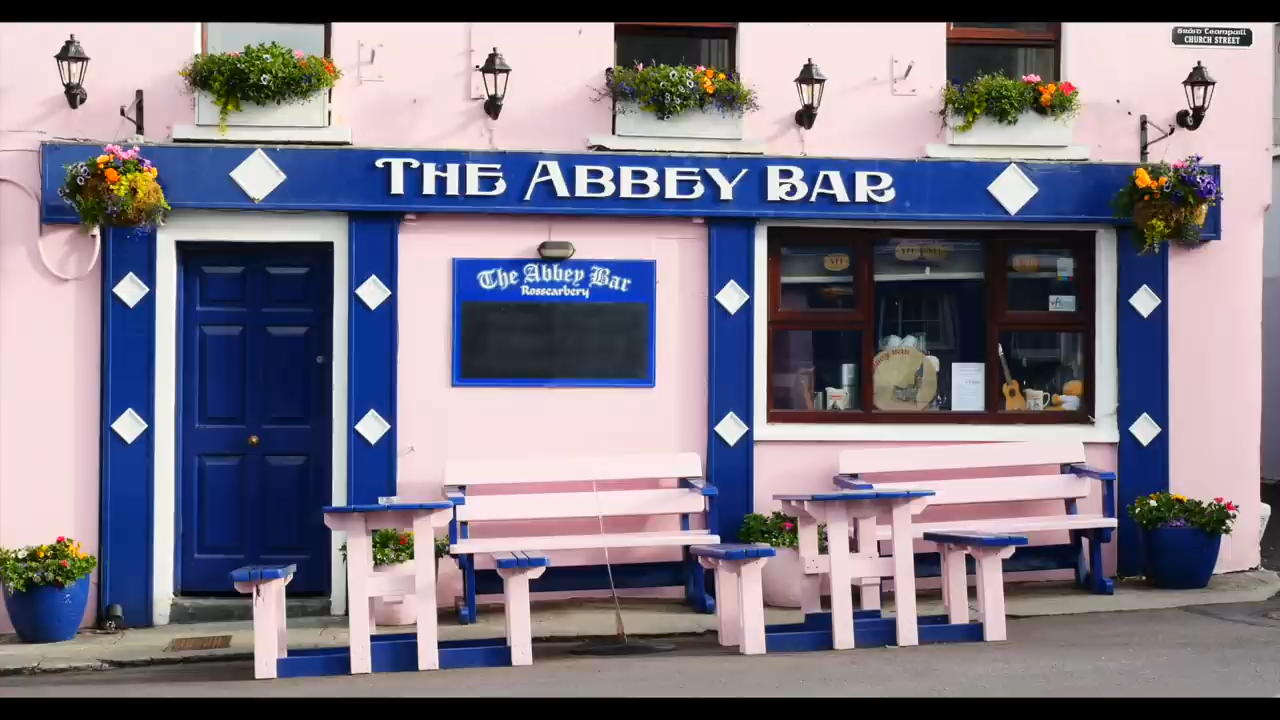 Sráid Teampaill
CHURCH STREET
THE ABBEY BAR
The Abbey Bar
Rosscarbery